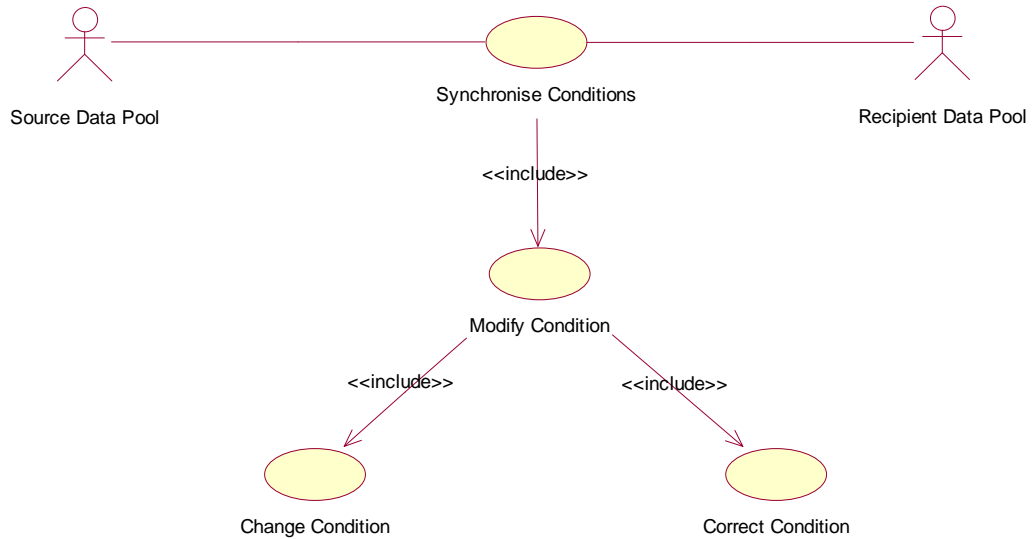 Synchronise Conditions
Source Data Pool
Recipient Data Pool
<<include>>
Modify Condition
<<include>>
<<include>>
Change Condition
Correct Condition